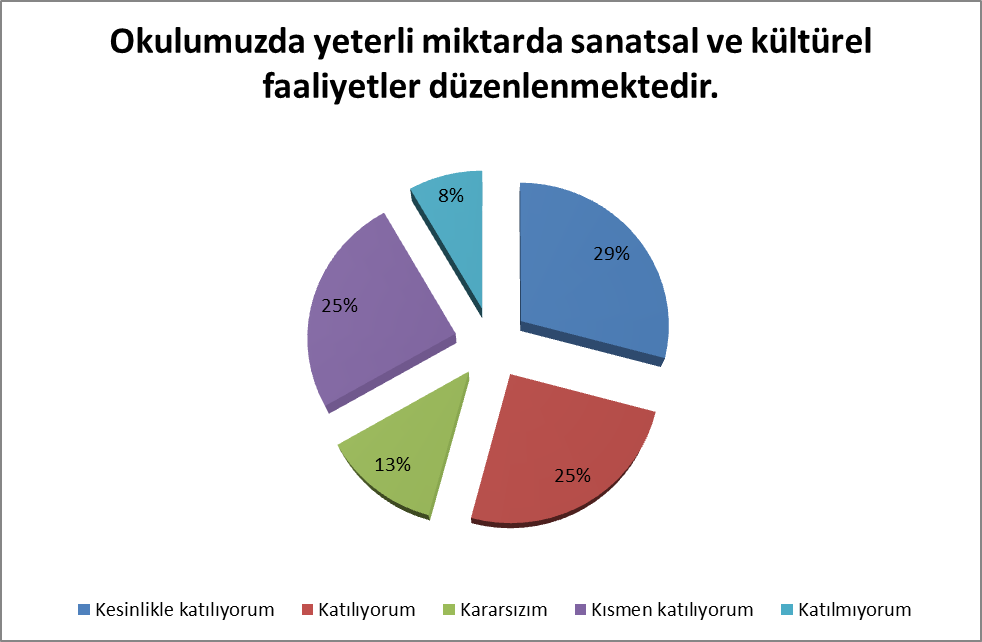 Okulumuzda yeterli miktarda sanatsal ve kültürel
faaliyetler düzenlenmektedir.
8%
29%
25%
13%
25%
Kesinlikle katılıyorum Katılıyorum Kararsızım Kısmen katılıyorum Katılmıyorum